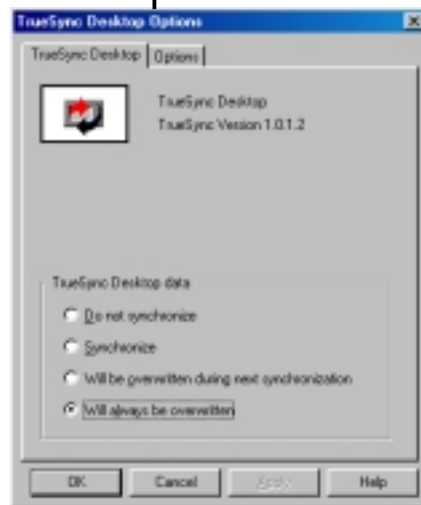 TrueSync Desktop Options
TrueSync Desktop Options
TrueSync Desktop
TrueSync Version 1.0.1.2
TrueSync Desktop data
Do not synchronize
Synchronize
Will be overwritten during next synchronization
Will always be overwritten
OK Cancel Apply Help